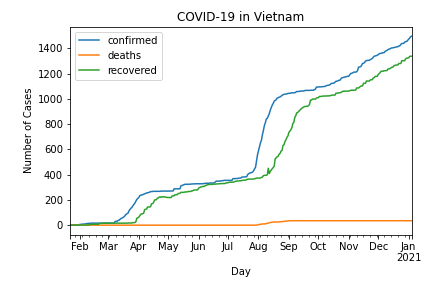 COVID-19 in Vietnam
confirmed
deaths
recovered
Number of Cases
1400
1200
1000
800
600
400
200
0
Feb Mar Apr May Jun Jul Aug Sep Oct Nov Dec Jan
2021
Day